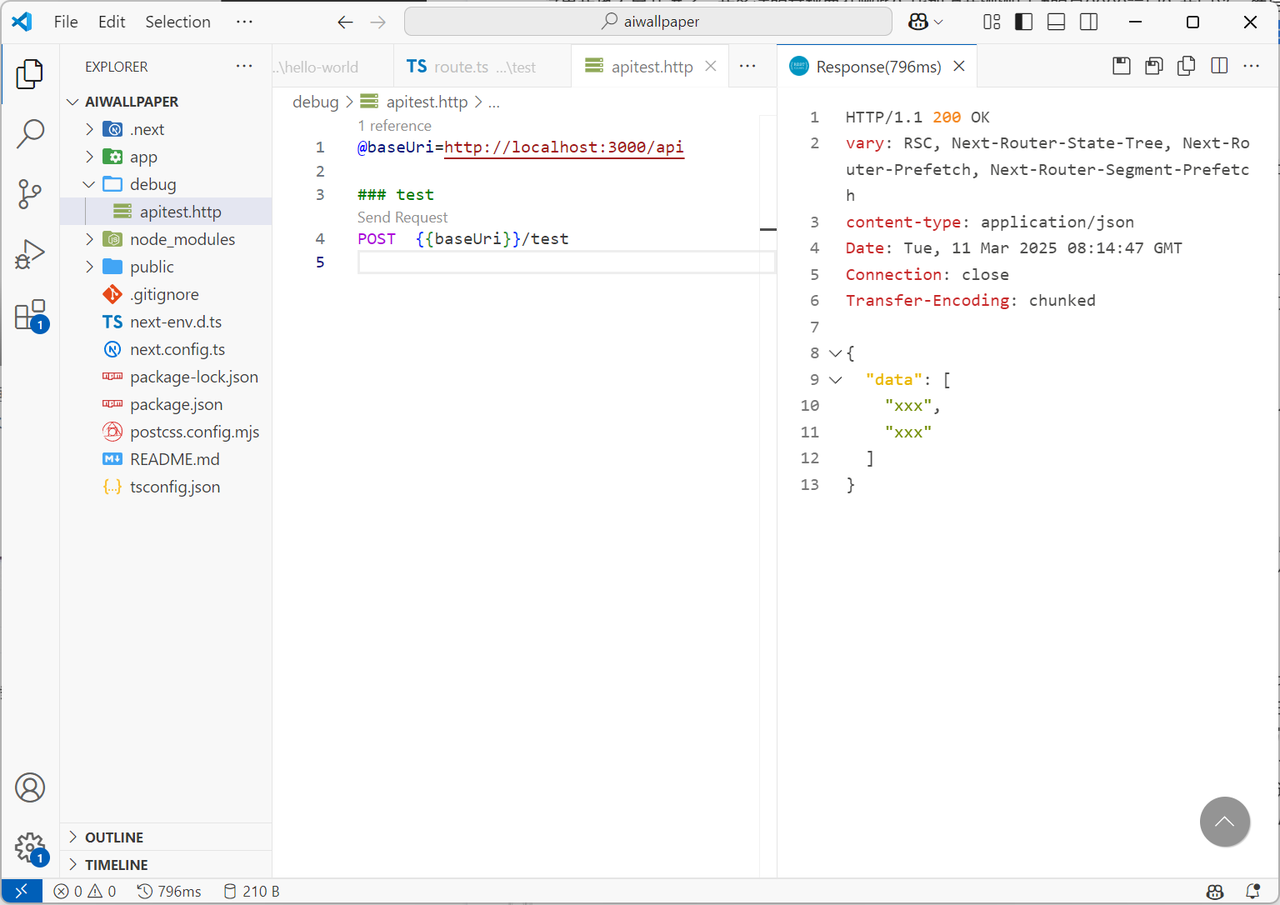 File Edit Selection ··· aiwallpaper
EXPLORER ···
AIWALLPAPER
.next
app
debug
apitest.http
node_modules
public
.gitignore
TS next-env.d.ts
next.config.ts
package-lock.json
package.json
postcss.config.mjs
README.md
{..} tsconfig.json
OUTLINE
TIMELINE
1
1
..\hello-world TS route.ts ...\test apitest.http ···
debug > apitest.http > ...
1 reference
1 @baseUri=http://localhost:3000/api
2
3 ### test
Send Request
4 POST {{baseUri}}/test
5
Response(796ms) ···
1 HTTP/1.1 200 OK
2 vary: RSC, Next-Router-State-Tree, Next-Ro
uter-Prefetch, Next-Router-Segment-Prefetc
h
3 content-type: application/json
4 Date: Tue, 11 Mar 2025 08:14:47 GMT
5 Connection: close
6 Transfer-Encoding: chunked
7
8 {
9 "data": [
10 "xxx",
11 "xxx"
12 ]
13 }
0 0 796ms 210 B